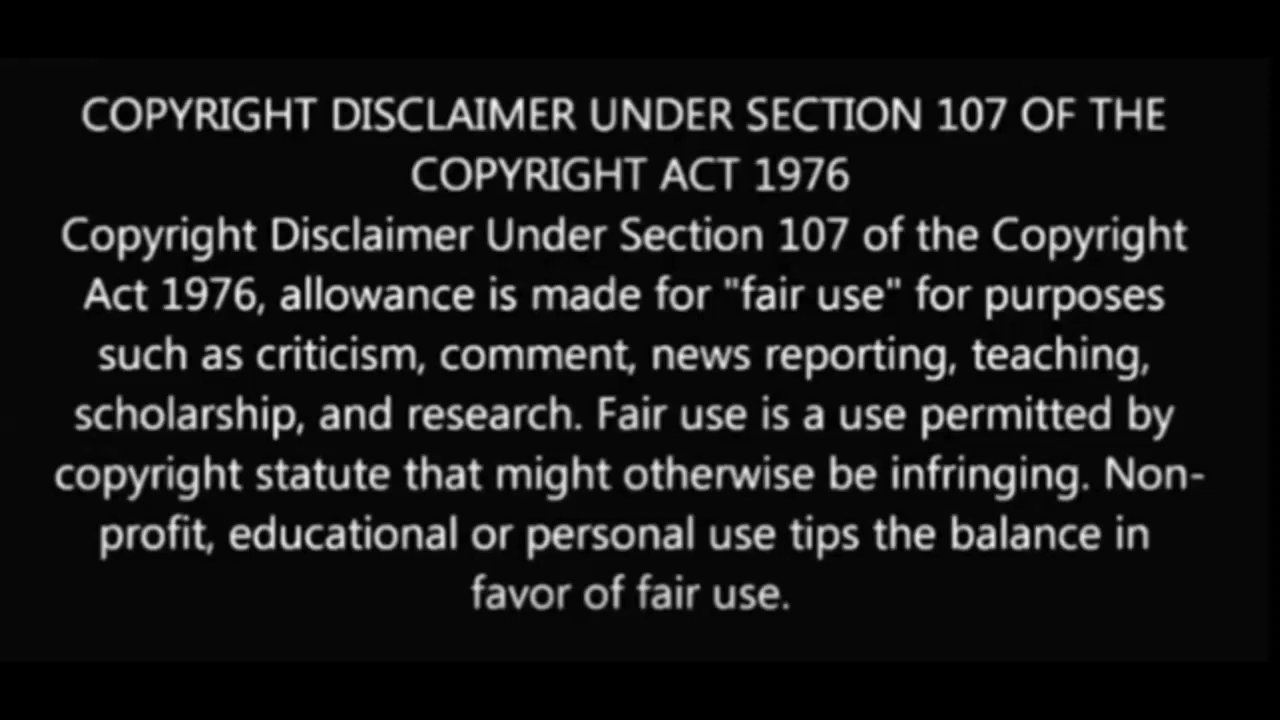 COPYRIGHT DISCLAIMER UNDER SECTION 107 OF THE
COPYRIGHT ACT 1976
Copyright Disclaimer Under Section 107 of the Copyright
Act 1976, allowance is made for "fair use" for purposes
such as criticism, comment, news reporting, teaching,
scholarship, and research. Fair use is a use permitted by
copyright statute that might otherwise be infringing. Non-
profit, educational or personal use tips the balance in
favor of fair use.